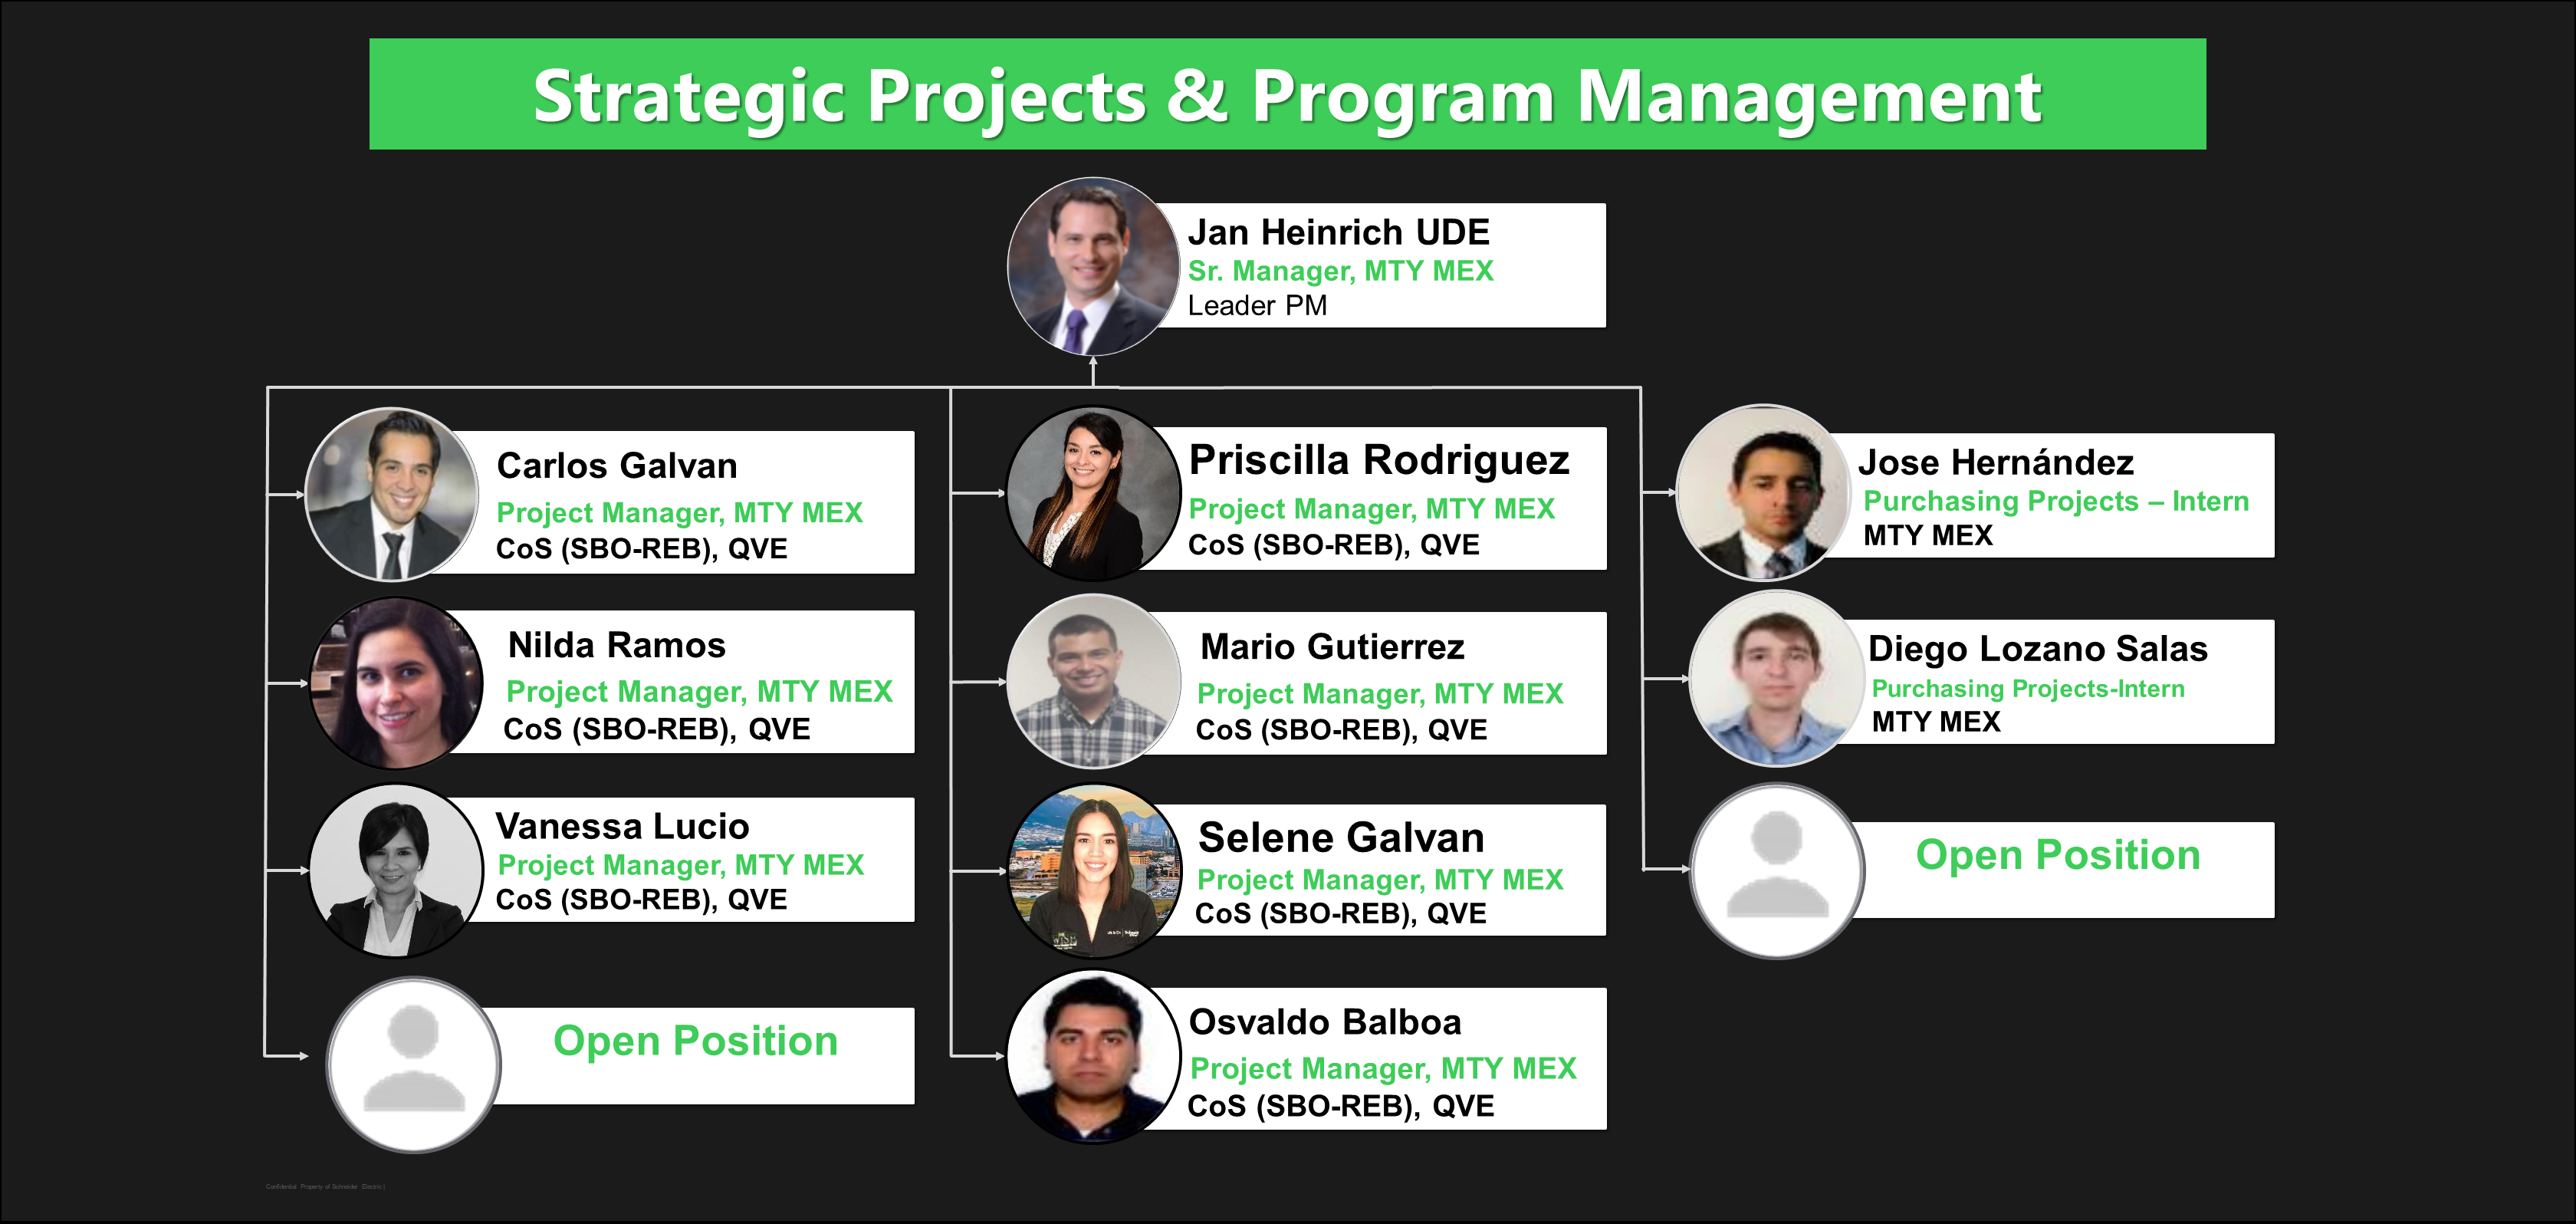 Strategic Projects & Program Management
Jan Heinrich UDE
Sr. Manager, MTY MEX
Leader PM
Carlos Galvan
Project Manager, MTY MEX
CoS (SBO-REB), QVE
Nilda Ramos
Project Manager, MTY MEX
CoS (SBO-REB), QVE
Vanessa Lucio
Project Manager, MTY MEX
CoS (SBO-REB), QVE
Open Position
Priscilla Rodriguez
Project Manager, MTY MEX
CoS (SBO-REB), QVE
Mario Gutierrez
Project Manager, MTY MEX
CoS (SBO-REB), QVE
Selene Galvan
Project Manager, MTY MEX
CoS (SBO-REB), QVE
Osvaldo Balboa
Project Manager, MTY MEX
CoS (SBO-REB), QVE
Jose Hernández
Purchasing Projects – Intern
MTY MEX
Diego Lozano Salas
Purchasing Projects-Intern
MTY MEX
Open Position
Confidential Property of Schneider Electric |